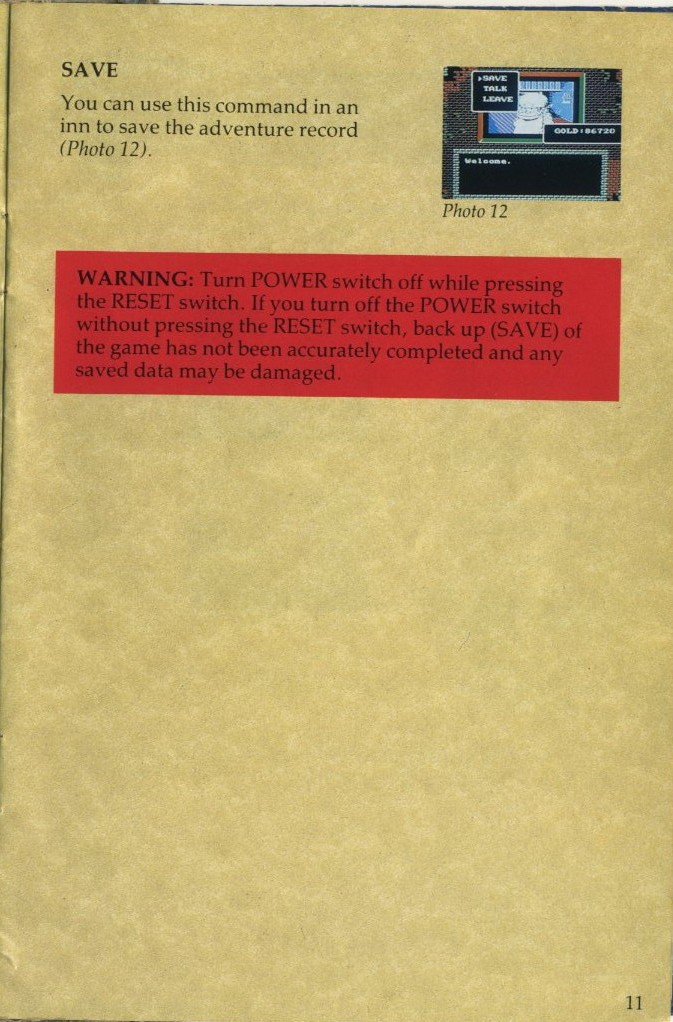 SAVE
You can use this command in an
inn to save the adventure record
(Photo 12).
SAVE
TALK
LEAVE
GOLD:86720
Welcome.
Photo 12
WARNING: Turn POWER switch off while pressing
the RESET switch. If you turn off the POWER switch
without pressing the RESET switch, back up (SAVE) of
the game has not been accurately completed and any
saved data may be damaged.
11